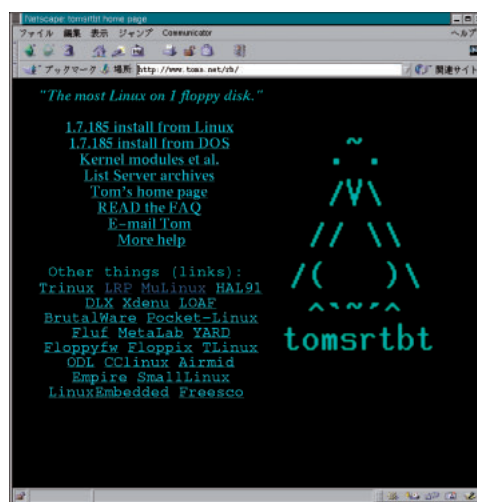 Netscape: tomsrtbt home page
ファイル 編集 表示 ジャンプ Communicator ヘルプ
ブックマーク 場所 http://www.toms.net/rb/ 関連サイト
"The most Linux on 1 floppy disk."
1.7.185 install from Linux
1.7.185 install from DOS
Kernel modules et al.
List Server archives
Tom's home page
READ the FAQ
E-mail Tom
More help
Other things (links):
Trinux LRP MuLinux HAL91
DLX Xdenu LOAF
BrutalWare Pocket-Linux
Fluf MetaLab YARD
Floppyfw Floppix TLinux
ODL CClinux Airmid
Empire SmallLinux
LinuxEmbedded Freesco
.~.
/V\
// \\
/( )\
^`~'^
tomsrtbt